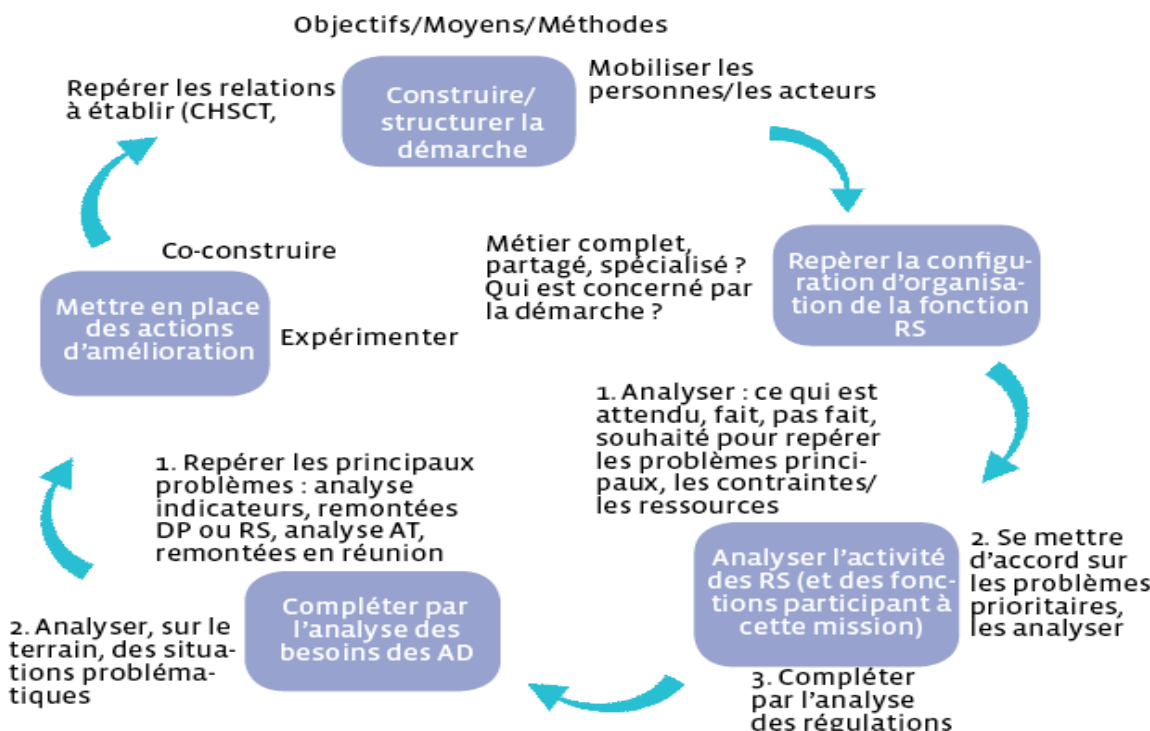 Objectifs/Moyens/Méthodes
Repérer les relations
à établir (CHSCT,
Construire/
structurer la
démarche
Mobiliser les
personnes/les acteurs
Métier complet,
partagé, spécialisé ?
Qui est concerné par
la démarche ?
Repèrer la configu-
ration d'organisa-
tion de la fonction
RS
Co-construire
Mettre en place
des actions
d'amélioration
Expérimenter
1. Analyser : ce qui est
attendu, fait, pas fait,
souhaité pour repérer
les problèmes princi-
paux, les contraintes/
les ressources
Analyser l'activité
des RS (et des fonc-
tions participant à
cette mission)
2. Se mettre
d'accord sur
les problèmes
prioritaires,
les analyser
3. Compléter
par l'analyse
des régulations
1. Repérer les principaux
problèmes : analyse
indicateurs, remontées
DP ou RS, analyse AT,
remontées en réunion
Compléter par
l'analyse des
besoins des AD
2. Analyser, sur le
terrain, des situa-
tions probléma-
tiques